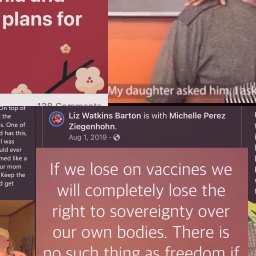 plans for
My daughter asked him, I ask
138 Comments
On top of
the
s. One of
d has this,
I was
uld ever
med like a
ur mom
Keep the
d get
Liz Watkins Barton is with Michelle Perez
Ziegenhohn.
Aug 1, 2019
If we lose on vaccines we
will completely lose the
right to sovereignty over
our own bodies. There is
no such thing as freedom if